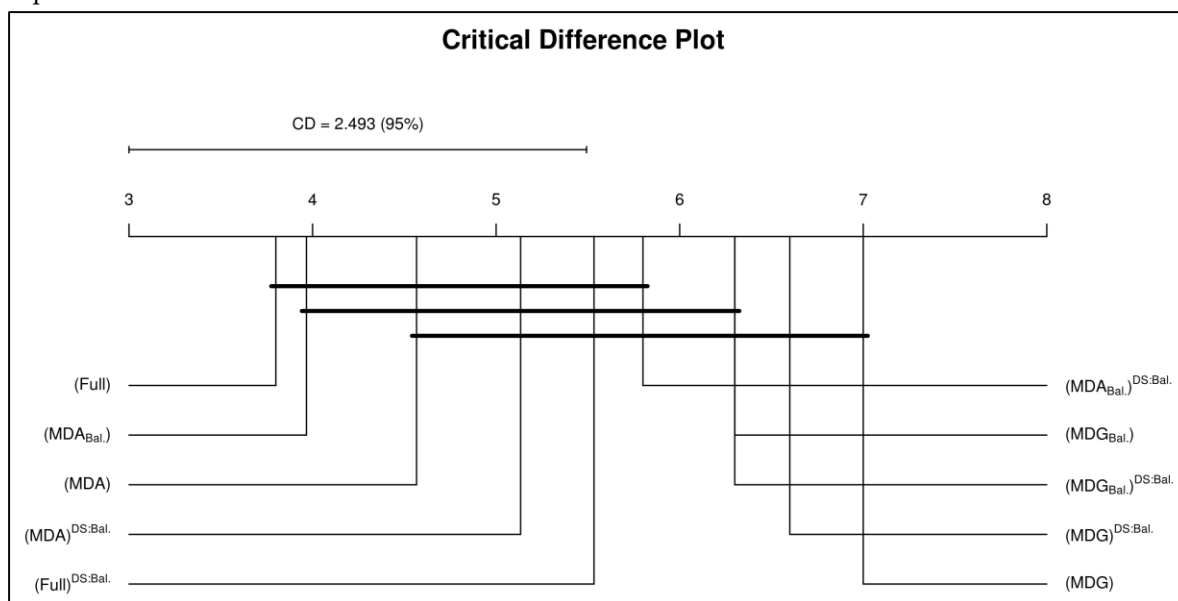 Critical Difference Plot
CD = 2.493 (95%)
3 4 5 6 7 8
(Full)
(MDA_Bal.)
(MDA)
(MDA)^DS:Bal.
(Full)^DS:Bal.
(MDA_Bal.)^DS:Bal.
(MDG_Bal.)
(MDG_Bal.)^DS:Bal.
(MDG)^DS:Bal.
(MDG)